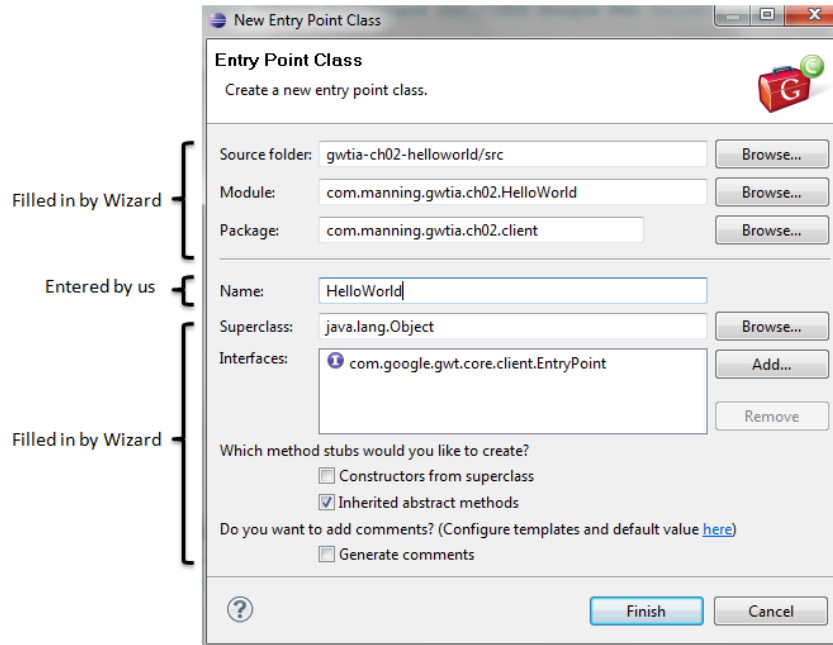 New Entry Point Class
Entry Point Class
Create a new entry point class.
G
C
Filled in by Wizard
Source folder: gwtia-ch02-helloworld/src Browse...
Module: com.manning.gwtia.ch02.HelloWorld Browse...
Package: com.manning.gwtia.ch02.client Browse...
Entered by us
Name: HelloWorld
Filled in by Wizard
Superclass: java.lang.Object Browse...
Interfaces: I com.google.gwt.core.client.EntryPoint Add...
Remove
Which method stubs would you like to create?
Constructors from superclass
Inherited abstract methods
Do you want to add comments? (Configure templates and default value here)
Generate comments
? Finish Cancel